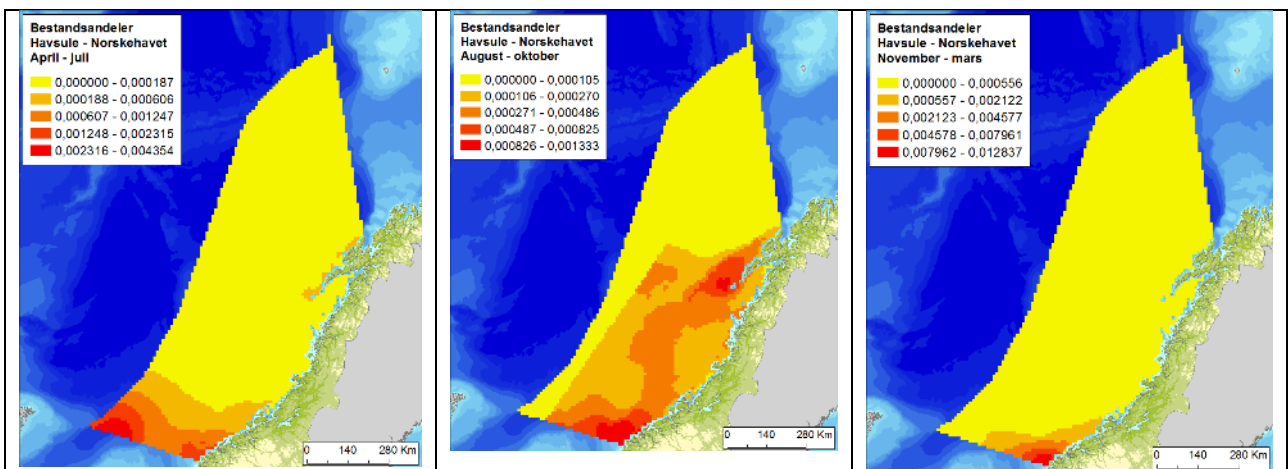 Bestandsandeler
Havsule - Norskehavet
April - juli
0,000000 - 0,000187
0,000188 - 0,000606
0,000607 - 0,001247
0,001248 - 0,002315
0,002316 - 0,004354
0 140 280 Km
Bestandsandeler
Havsule - Norskehavet
August - oktober
0,000000 - 0,000105
0,000106 - 0,000270
0,000271 - 0,000486
0,000487 - 0,000825
0,000826 - 0,001333
0 140 280 Km
Bestandsandeler
Havsule - Norskehavet
November - mars
0,000000 - 0,000556
0,000557 - 0,002122
0,002123 - 0,004577
0,004578 - 0,007961
0,007962 - 0,012837
0 140 280 Km